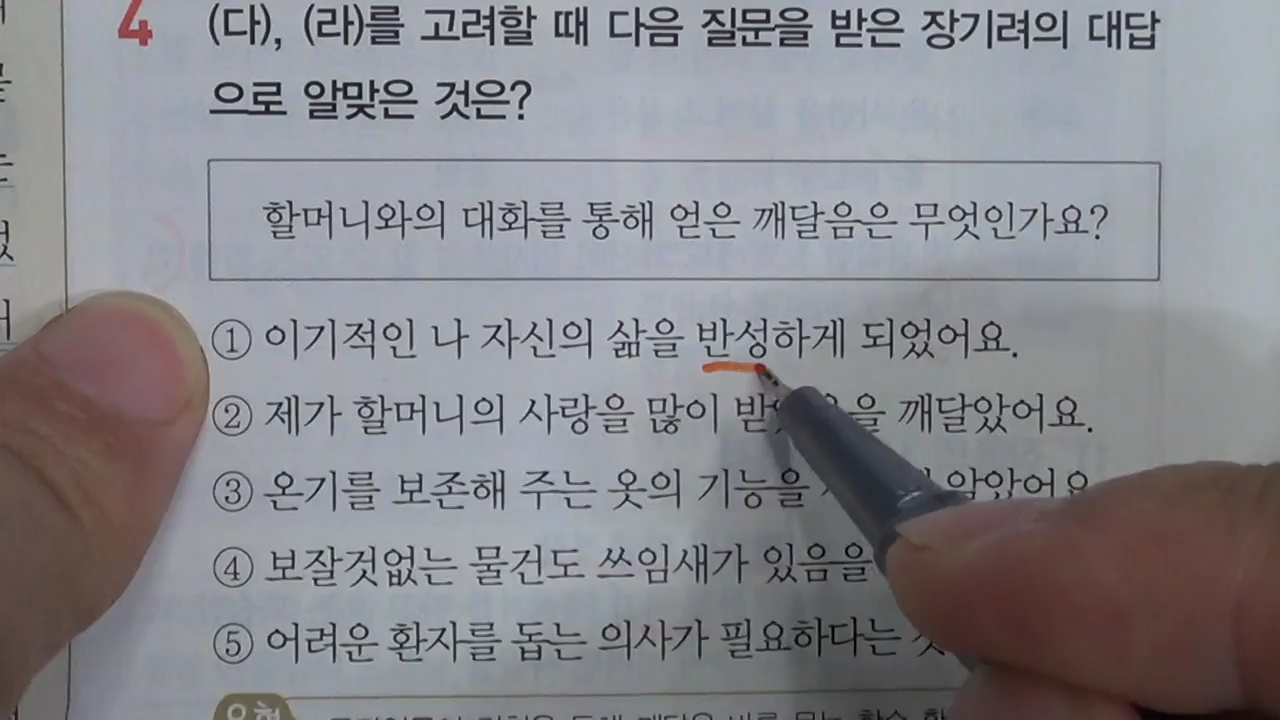 4 (다), (라)를 고려할 때 다음 질문을 받은 장기려의 대답
으로 알맞은 것은?
할머니와의 대화를 통해 얻은 깨달음은 무엇인가요?
① 이기적인 나 자신의 삶을 반성하게 되었어요.
② 제가 할머니의 사랑을 많이 깨달았어요.
③ 온기를 보존해 주는 옷의 기능을 알았어요
④ 보잘것없는 물건도 쓰임새가 있음을
⑤ 어려운 환자를 돕는 의사가 필요하다는